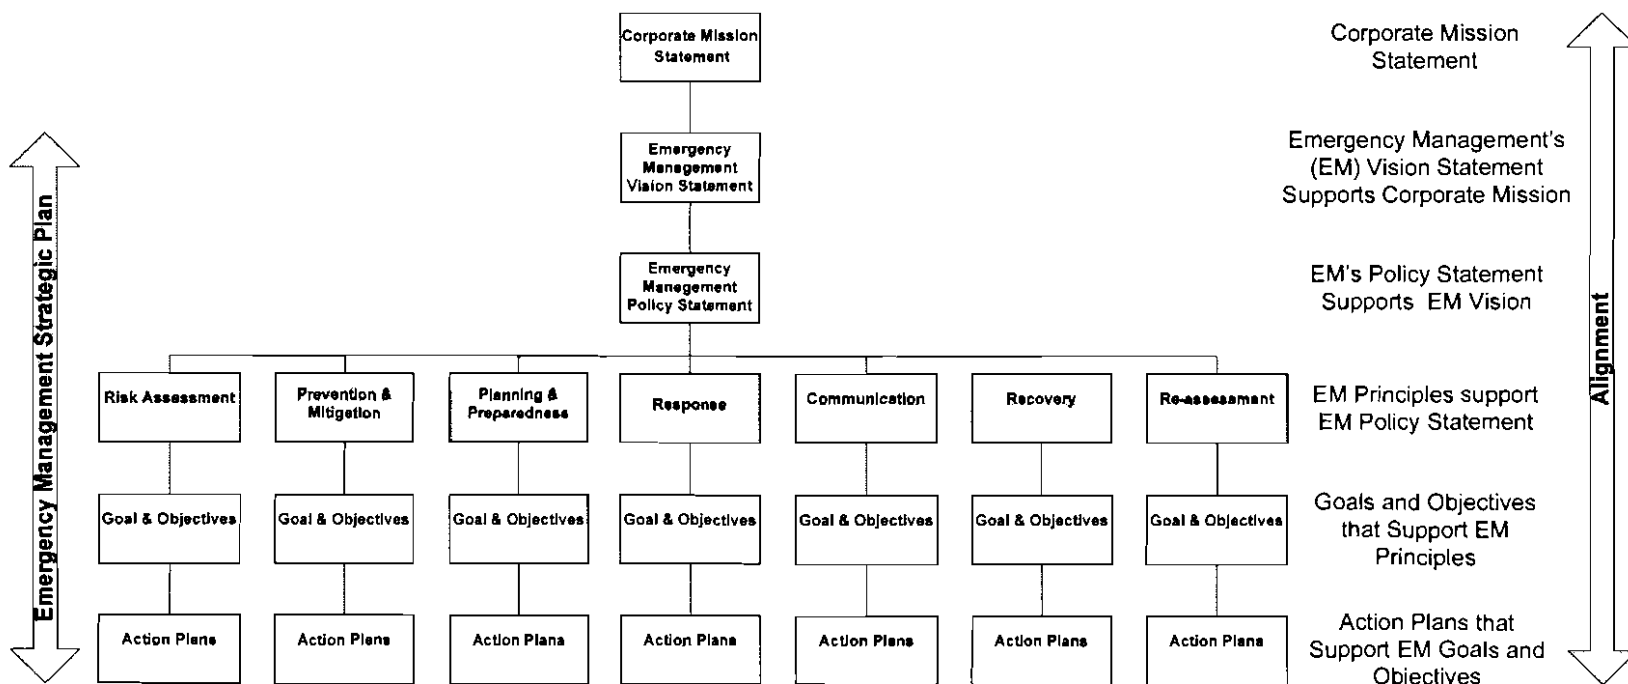 Corporate Mission
Statement
Corporate Mission
Statement
Emergency
Management
Vision Statement
Emergency Management's
(EM) Vision Statement
Supports Corporate Mission
Emergency
Management
Policy Statement
EM's Policy Statement
Supports EM Vision
Risk Assessment
Prevention &
Mitigation
Planning &
Preparedness
Response
Communication
Recovery
Re-assessment
EM Principles support
EM Policy Statement
Goal & Objectives
Goal & Objectives
Goal & Objectives
Goal & Objectives
Goal & Objectives
Goal & Objectives
Goal & Objectives
Goals and Objectives
that Support EM
Principles
Action Plans
Action Plans
Action Plans
Action Plans
Action Plans
Action Plans
Action Plans
Action Plans that
Support EM Goals and
Objectives
Emergency Management Strategic Plan
Alignment